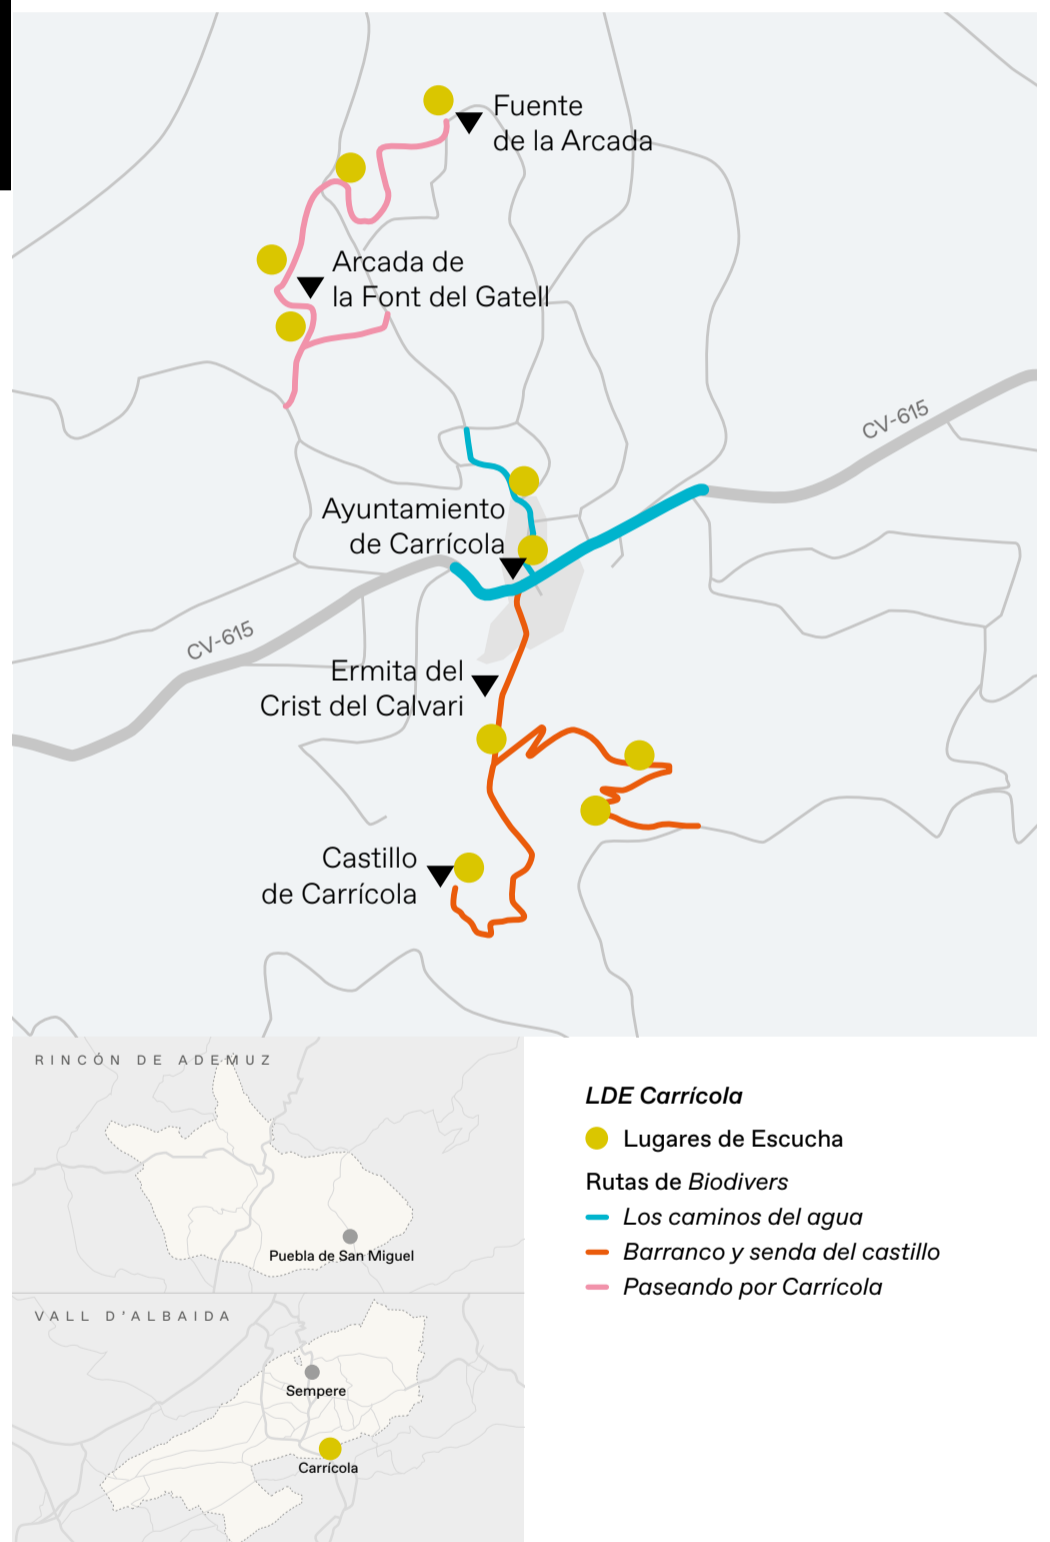 Fuente
de la Arcada
Arcada de
la Font del Gatell
CV-615
Ayuntamiento
de Carrícola
CV-615
Ermita del
Crist del Calvari
Castillo
de Carrícola
RINCÓN DE ADEMUZ
Puebla de San Miguel
VALL D'ALBAIDA
Sempere
Carrícola
LDE Carrícola
Lugares de Escucha
Rutas de Biodivers
Los caminos del agua
Barranco y senda del castillo
Paseando por Carrícola